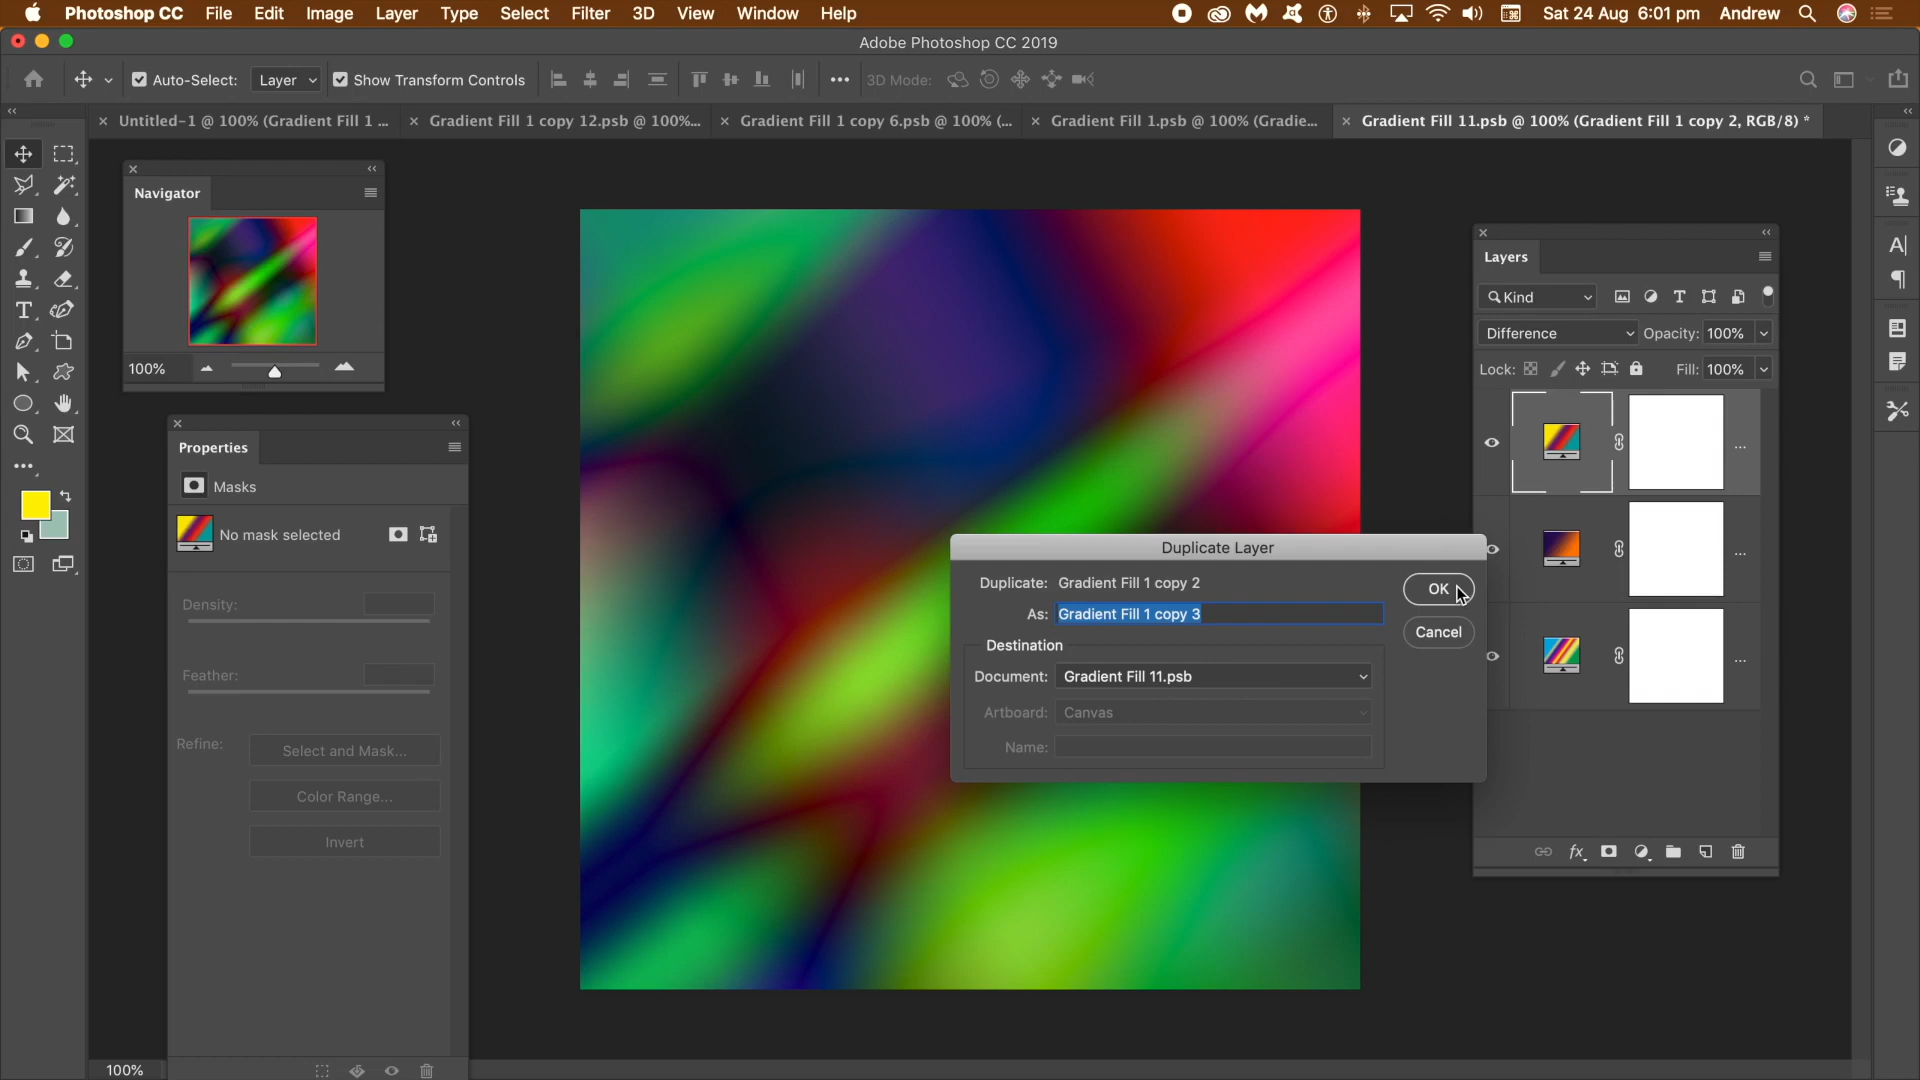 Photoshop CC File Edit Image Layer Type Select Filter 3D View Window Help Sat 24 Aug 6:01 pm Andrew
Adobe Photoshop CC 2019
Auto-Select: Layer Show Transform Controls 3D Mode:
Untitled-1 @ 100% (Gradient Fill 1 ... Gradient Fill 1 copy 12.psb @ 100%... Gradient Fill 1 copy 6.psb @ 100% (... Gradient Fill 1.psb @ 100% (Gradie... Gradient Fill 11.psb @ 100% (Gradient Fill 1 copy 2, RGB/8) *
Navigator
100%
Properties
Masks
No mask selected
Density:
Feather:
Refine: Select and Mask...
Color Range...
Invert
Duplicate Layer
Duplicate: Gradient Fill 1 copy 2
As: Gradient Fill 1 copy 3
OK
Cancel
Destination
Document: Gradient Fill 11.psb
Artboard: Canvas
Name:
Layers
Kind
Difference Opacity: 100%
Lock: Fill: 100%
...
...
...
fx
100%